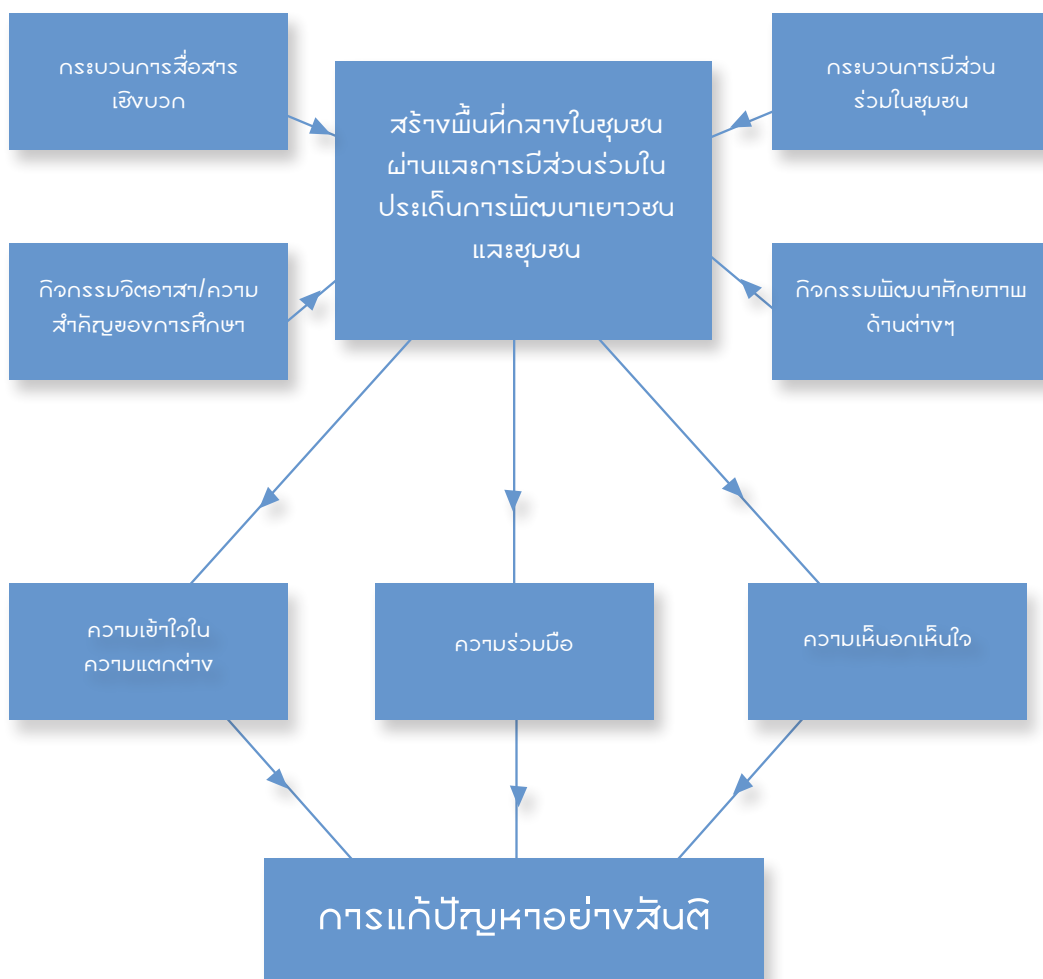 กระบวนการสื่อสาร
เชิงบวก
สร้างพื้นที่กลางในชุมชน
ผ่านและการมีส่วนร่วมใน
ประเด็นการพัฒนาเยาวชน
และชุมชน
กระบวนการมีส่วน
ร่วมในชุมชน
กิจกรรมจิตอาสา/ความ
สำคัญของการศึกษา
กิจกรรมพัฒนาศักยภาพ
ด้านต่างๆ
ความเข้าใจใน
ความแตกต่าง
ความร่วมมือ
ความเห็นอกเห็นใจ
การแก้ปัญหาอย่างสันติ